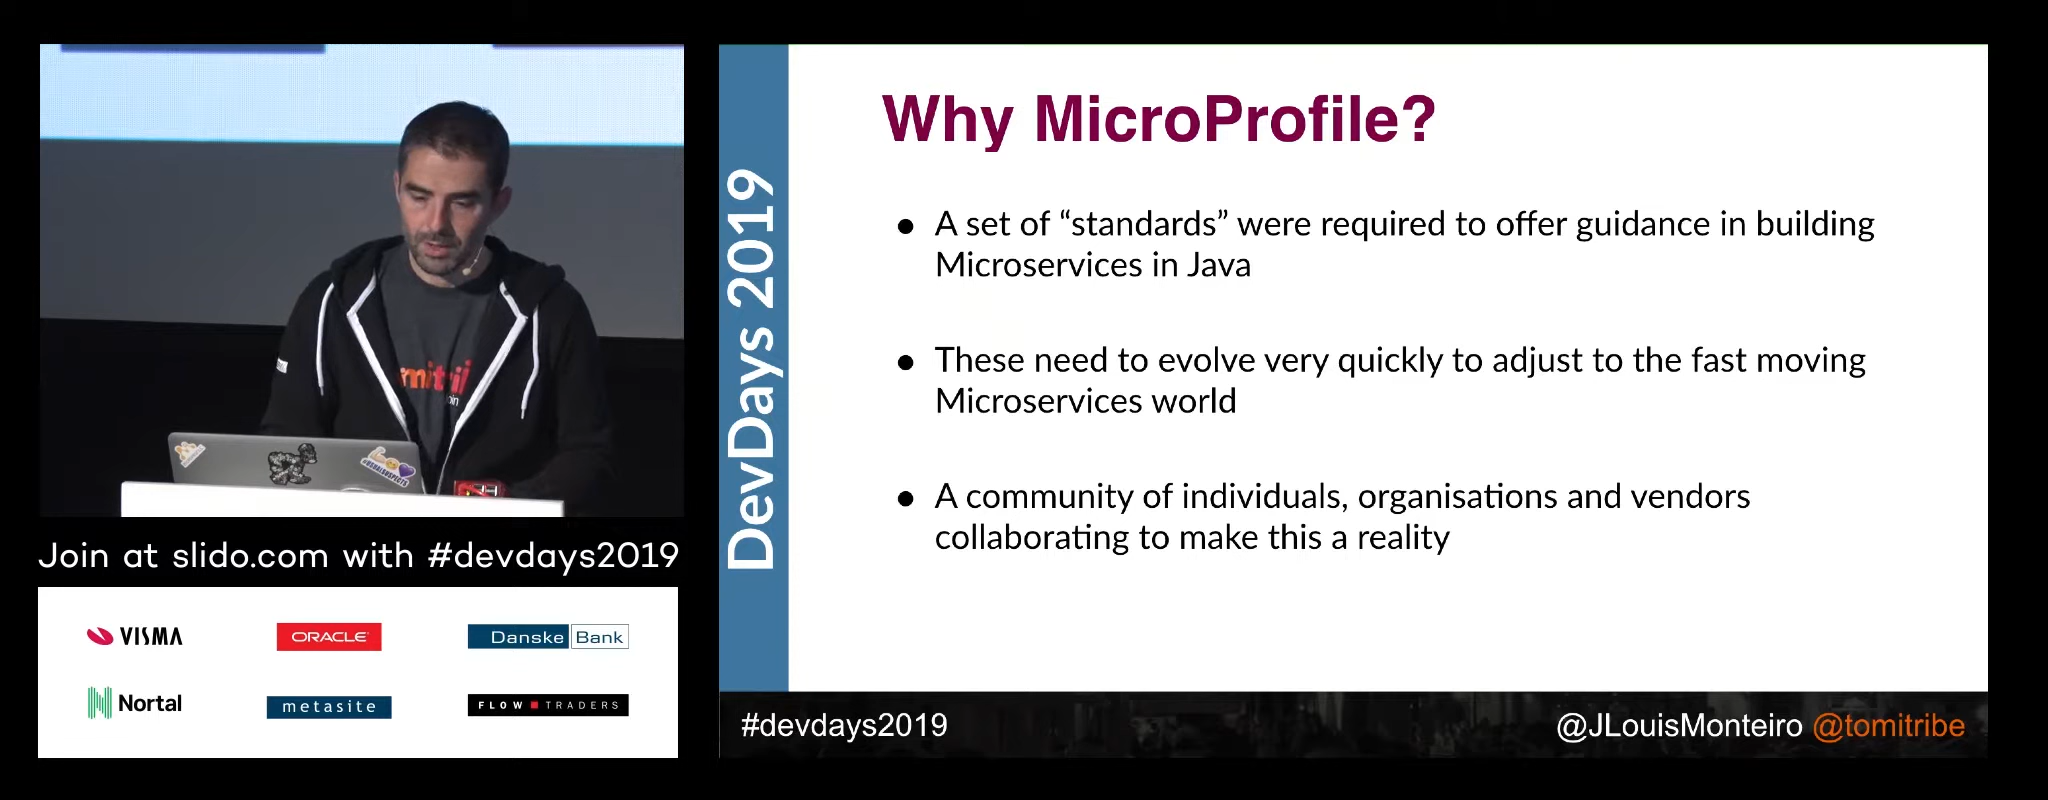 Why MicroProfile?
● A set of “standards” were required to offer guidance in building
Microservices in Java
● These need to evolve very quickly to adjust to the fast moving
Microservices world
● A community of individuals, organisations and vendors
collaborating to make this a reality
DevDays 2019
#devdays2019
@JLouisMonteiro @tomitribe
Join at slido.com with #devdays2019
VISMA
ORACLE
Danske Bank
Nortal
metasite
FLOW TRADERS